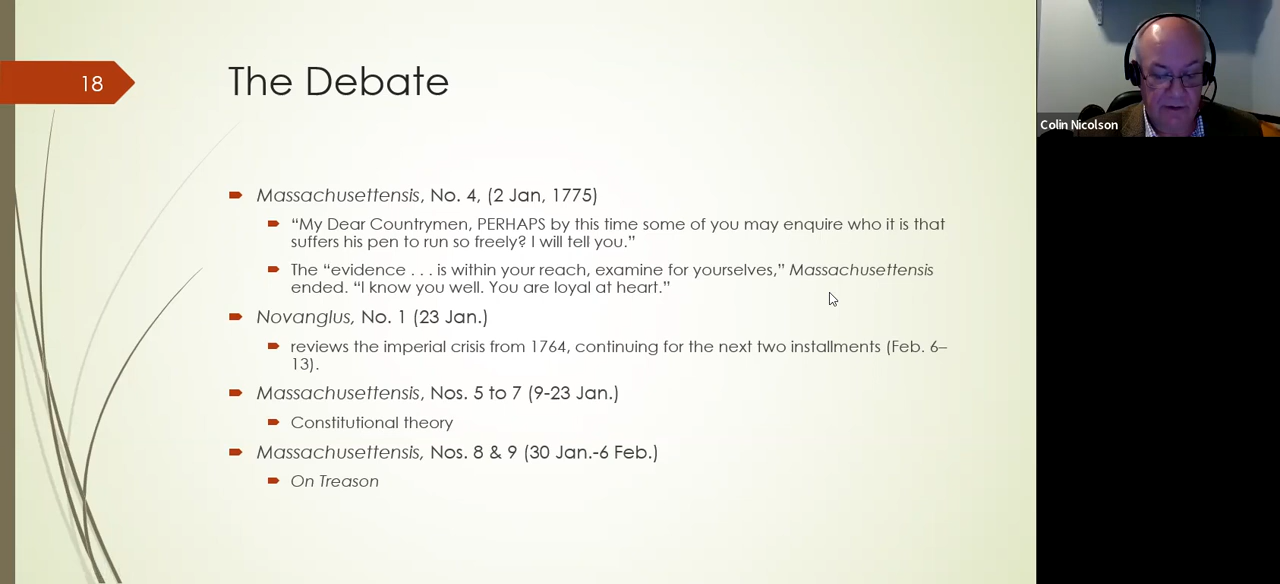 18
The Debate
Massachusettensis, No. 4, (2 Jan, 1775)
“My Dear Countrymen, PERHAPS by this time some of you may enquire who it is that
suffers his pen to run so freely? I will tell you.”
The “evidence . . . is within your reach, examine for yourselves,” Massachusettensis
ended. “I know you well. You are loyal at heart.”
Novanglus, No. 1 (23 Jan.)
reviews the imperial crisis from 1764, continuing for the next two installments (Feb. 6–
13).
Massachusettensis, Nos. 5 to 7 (9-23 Jan.)
Constitutional theory
Massachusettensis, Nos. 8 & 9 (30 Jan.-6 Feb.)
On Treason
Colin Nicolson